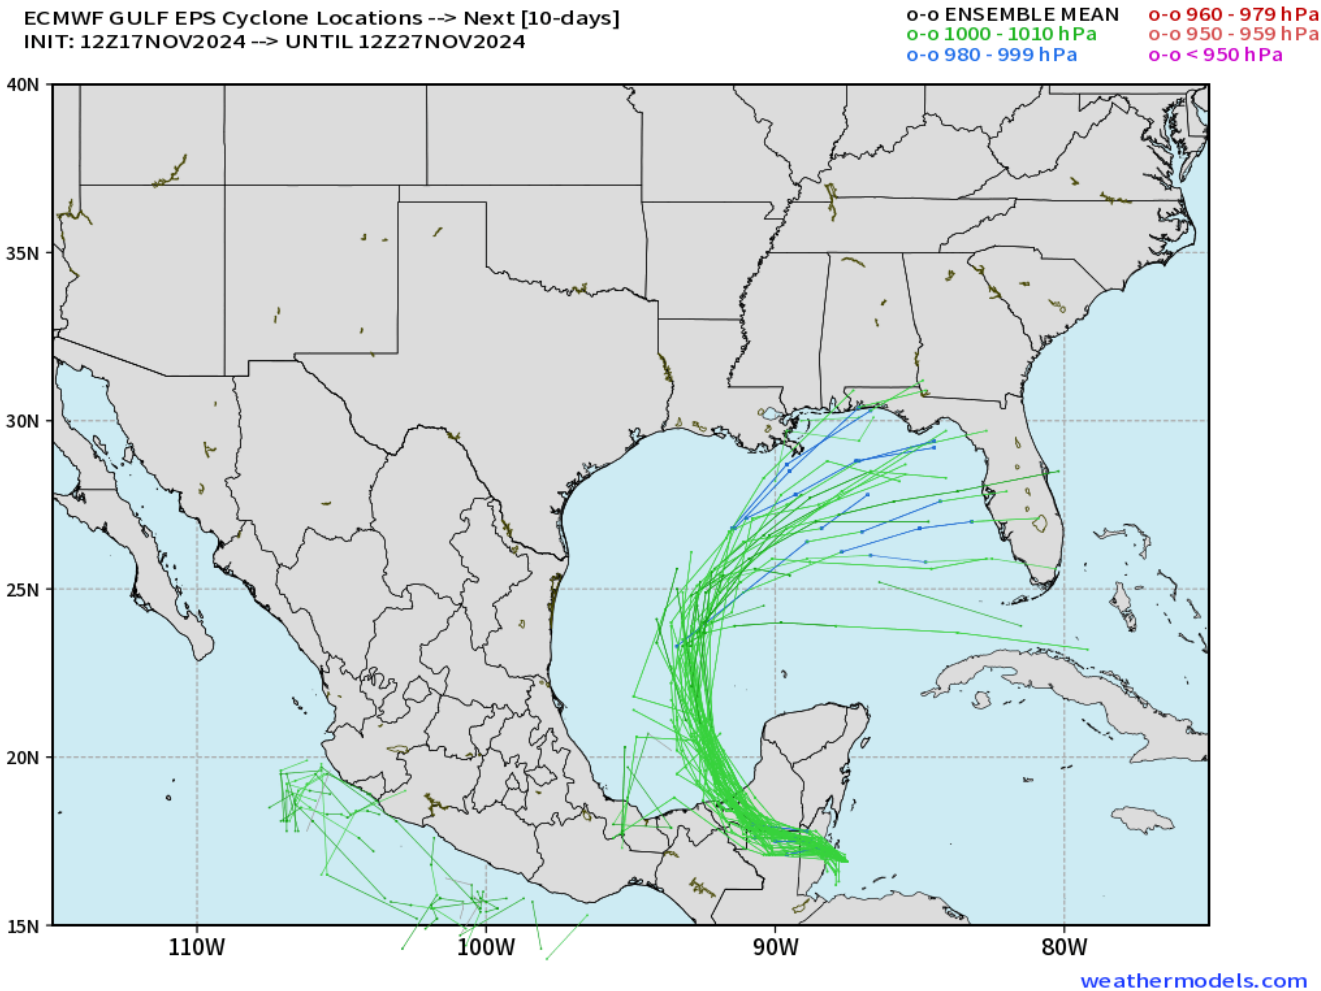 ECMWF GULF EPS Cyclone Locations --> Next [10-days]
INIT: 12Z17NOV2024 --> UNTIL 12Z27NOV2024
o-o ENSEMBLE MEAN
o-o 1000 - 1010 hPa
o-o 980 - 999 hPa
o-o 960 - 979 hPa
o-o 950 - 959 hPa
o-o < 950 hPa
40N
35N
30N
25N
20N
15N
110W
100W
90W
80W
weathermodels.com